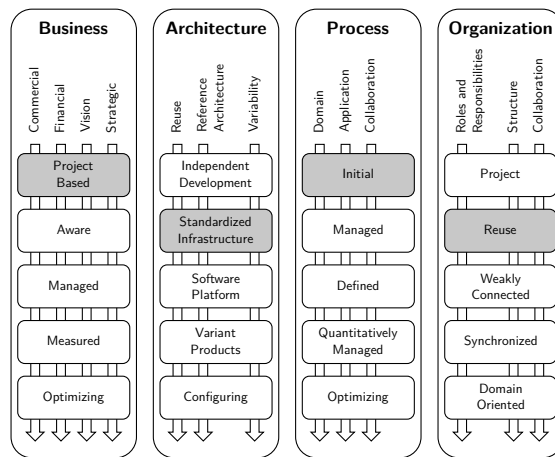 Business
Commercial
Financial
Vision
Strategic
Project
Based
Aware
Managed
Measured
Optimizing
Architecture
Reuse
Reference
Architecture
Variability
Independent
Development
Standardized
Infrastructure
Software
Platform
Variant
Products
Configuring
Process
Domain
Application
Collaboration
Initial
Managed
Defined
Quantitatively
Managed
Optimizing
Organization
Roles and
Responsibilities
Structure
Collaboration
Project
Reuse
Weakly
Connected
Synchronized
Domain
Oriented